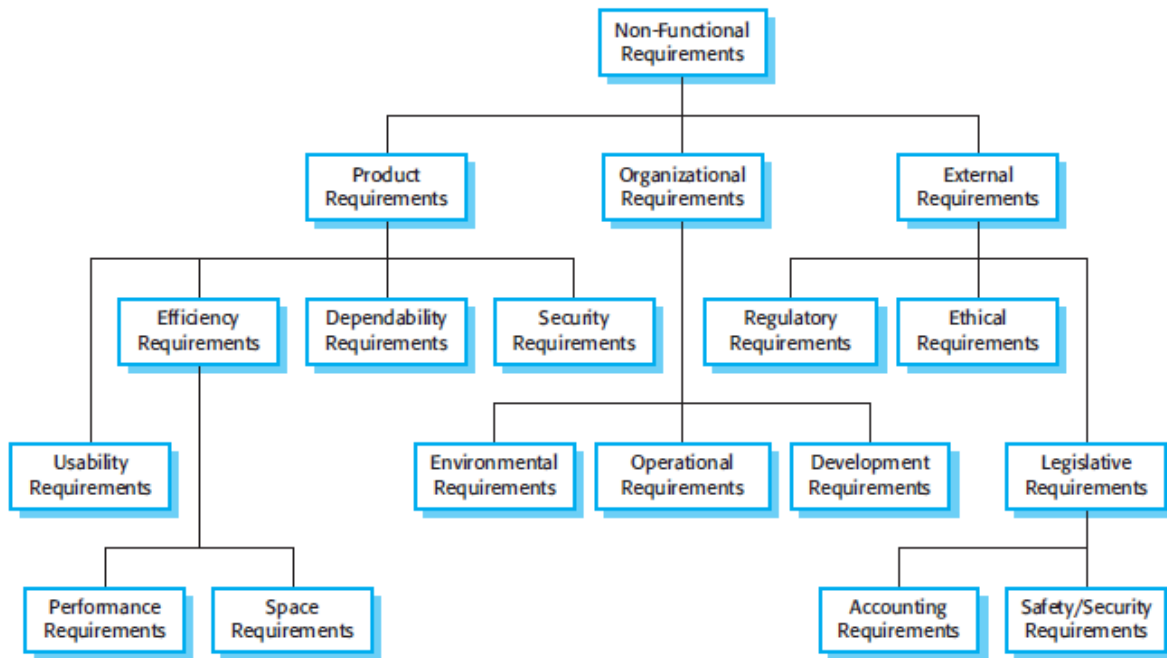 Non-Functional
Requirements
Product
Requirements
Organizational
Requirements
External
Requirements
Efficiency
Requirements
Dependability
Requirements
Security
Requirements
Regulatory
Requirements
Ethical
Requirements
Usability
Requirements
Environmental
Requirements
Operational
Requirements
Development
Requirements
Legislative
Requirements
Performance
Requirements
Space
Requirements
Accounting
Requirements
Safety/Security
Requirements